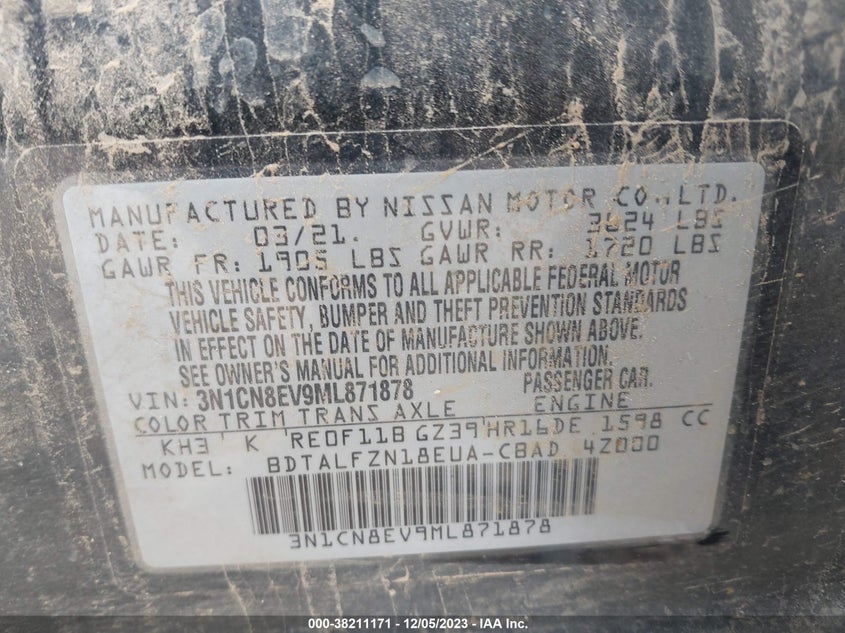 MANUFACTURED BY NISSAN MOTOR CO.,LTD.
DATE: 03/21. GVWR: 3624 LBS
GAWR FR: 1905 LBS GAWR RR: 1720 LBS
THIS VEHICLE CONFORMS TO ALL APPLICABLE FEDERAL MOTOR
VEHICLE SAFETY, BUMPER AND THEFT PREVENTION STANDARDS
IN EFFECT ON THE DATE OF MANUFACTURE SHOWN ABOVE.
SEE OWNER'S MANUAL FOR ADDITIONAL INFORMATION.
VIN: 3N1CN8EV9ML871878 PASSENGER CAR.
COLOR TRIM TRANS AXLE ENGINE
KH3 K RE0F11B GZ39 HR16DE 1598 CC
MODEL: BDTALFZN18EUA-CBAD 4Z000
3N1CN8EV9ML871878
000-38211171 - 12/05/2023 - IAA Inc.